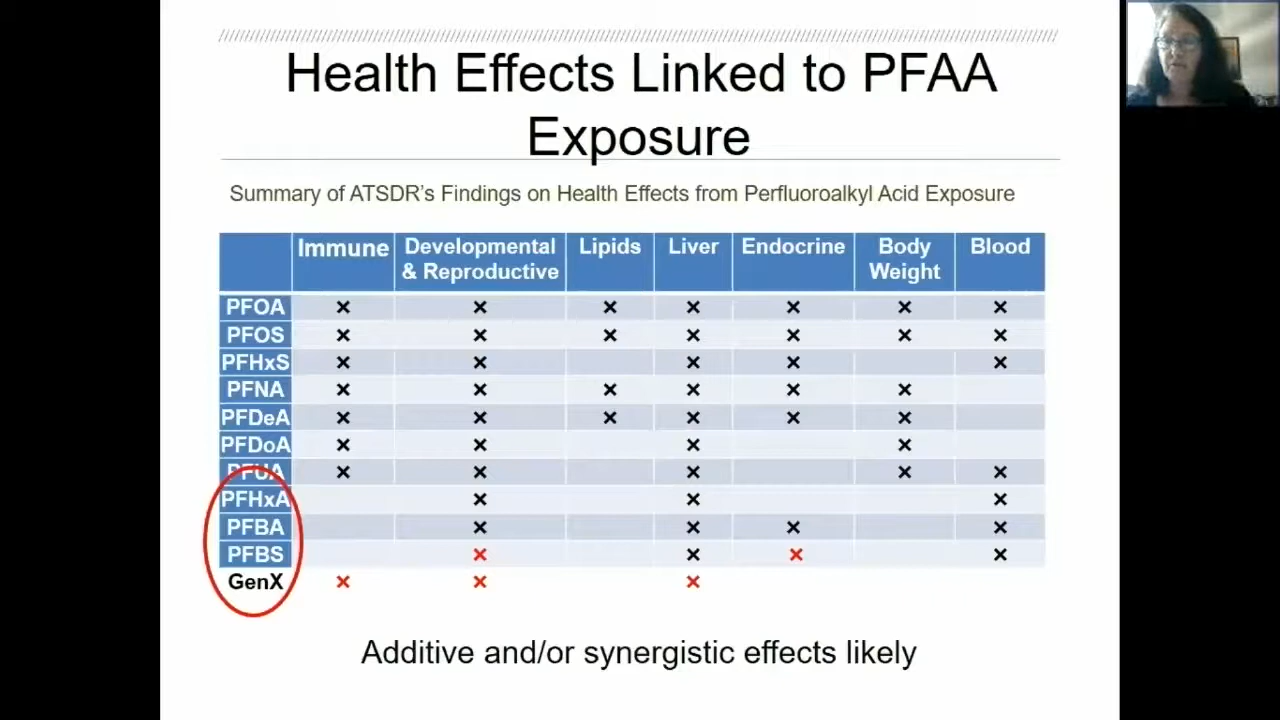 Health Effects Linked to PFAA
Exposure
Summary of ATSDR's Findings on Health Effects from Perfluoroalkyl Acid Exposure
Immune Developmental & Reproductive Lipids Liver Endocrine Body Weight Blood
PFOA × × × × × × ×
PFOS × × × × × × ×
PFHxS × × × × ×
PFNA × × × × × ×
PFDeA × × × × × ×
PFDoA × × × ×
PFUA × × × × ×
PFHxA × × ×
PFBA × × × ×
PFBS × × × ×
GenX × × ×
Additive and/or synergistic effects likely